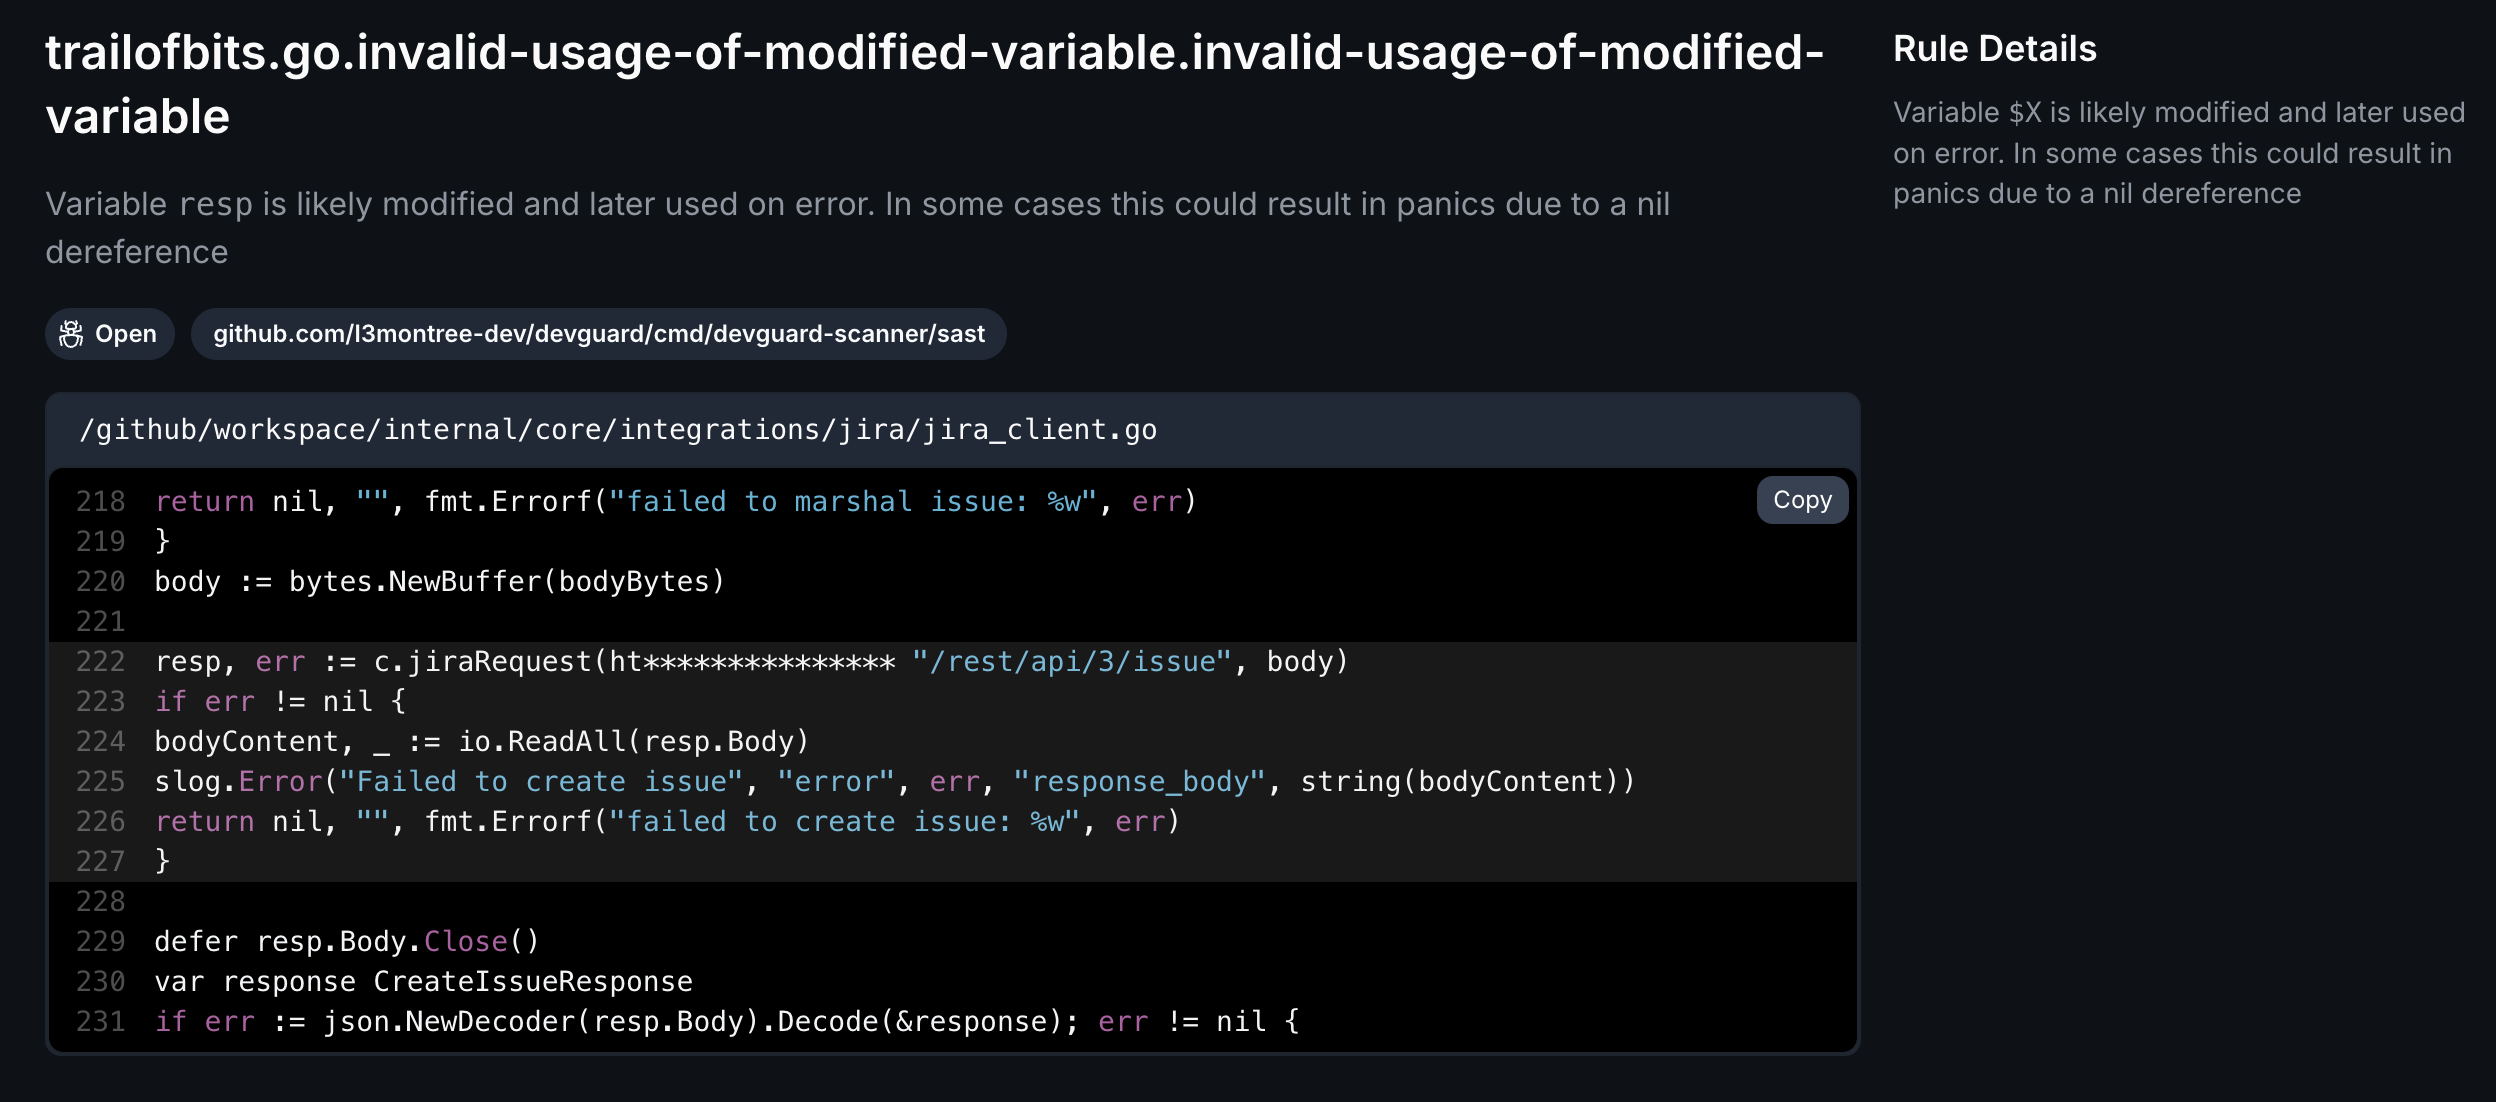 trailofbits.go.invalid-usage-of-modified-variable.invalid-usage-of-modified-
variable
Variable resp is likely modified and later used on error. In some cases this could result in panics due to a nil
dereference
Open
github.com/l3montree-dev/devguard/cmd/devguard-scanner/sast
/github/workspace/internal/core/integrations/jira/jira_client.go
Copy
218 return nil, "", fmt.Errorf("failed to marshal issue: %w", err)
219 }
220 body := bytes.NewBuffer(bodyBytes)
221
222 resp, err := c.jiraRequest(ht*************** "/rest/api/3/issue", body)
223 if err != nil {
224 bodyContent, _ := io.ReadAll(resp.Body)
225 slog.Error("Failed to create issue", "error", err, "response_body", string(bodyContent))
226 return nil, "", fmt.Errorf("failed to create issue: %w", err)
227 }
228
229 defer resp.Body.Close()
230 var response CreateIssueResponse
231 if err := json.NewDecoder(resp.Body).Decode(&response); err != nil {
Rule Details
Variable $X is likely modified and later used
on error. In some cases this could result in
panics due to a nil dereference